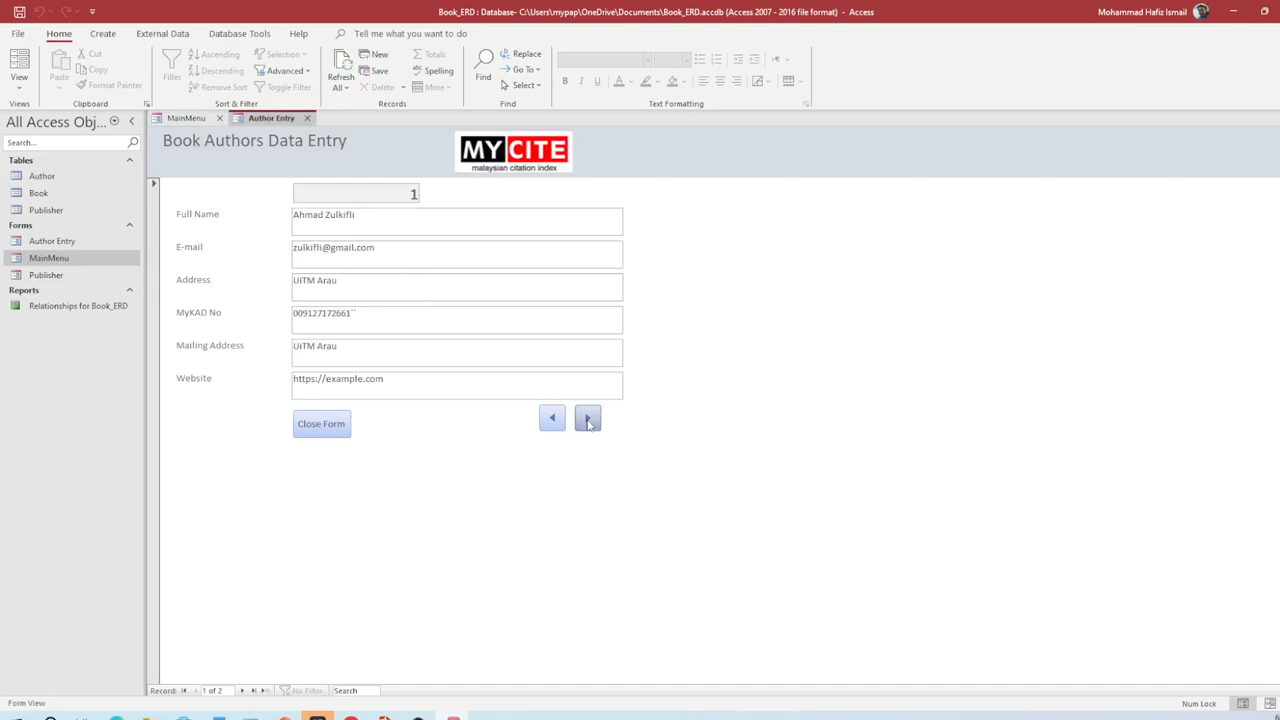 Book_ERD : Database- C:\Users\mypap\OneDrive\Documents\Book_ERD.accdb (Access 2007 - 2016 file format) - Access
Mohammad Hafiz Ismail
File Home Create External Data Database Tools Help Tell me what you want to do
View
Views
Paste
Cut
Copy
Format Painter
Clipboard
Filter
Ascending
Descending
Remove Sort
Selection
Advanced
Toggle Filter
Sort & Filter
Refresh
All
New
Save
Delete
Totals
Spelling
More
Records
Find
Replace
Go To
Select
Find
B I U A
Text Formatting
All Access Obj...
Search...
Tables
Author
Book
Publisher
Forms
Author Entry
MainMenu
Publisher
Reports
Relationships for Book_ERD
MainMenu
Author Entry
Book Authors Data Entry
MYCITE
malaysian citation index
1
Full Name Ahmad Zulkifli
E-mail zulkifli@gmail.com
Address UiTM Arau
MyKAD No 009127172661``
Mailing Address UiTM Arau
Website https://example.com
Close Form
Record: 1 of 2 No Filter Search
Form View
Num Lock